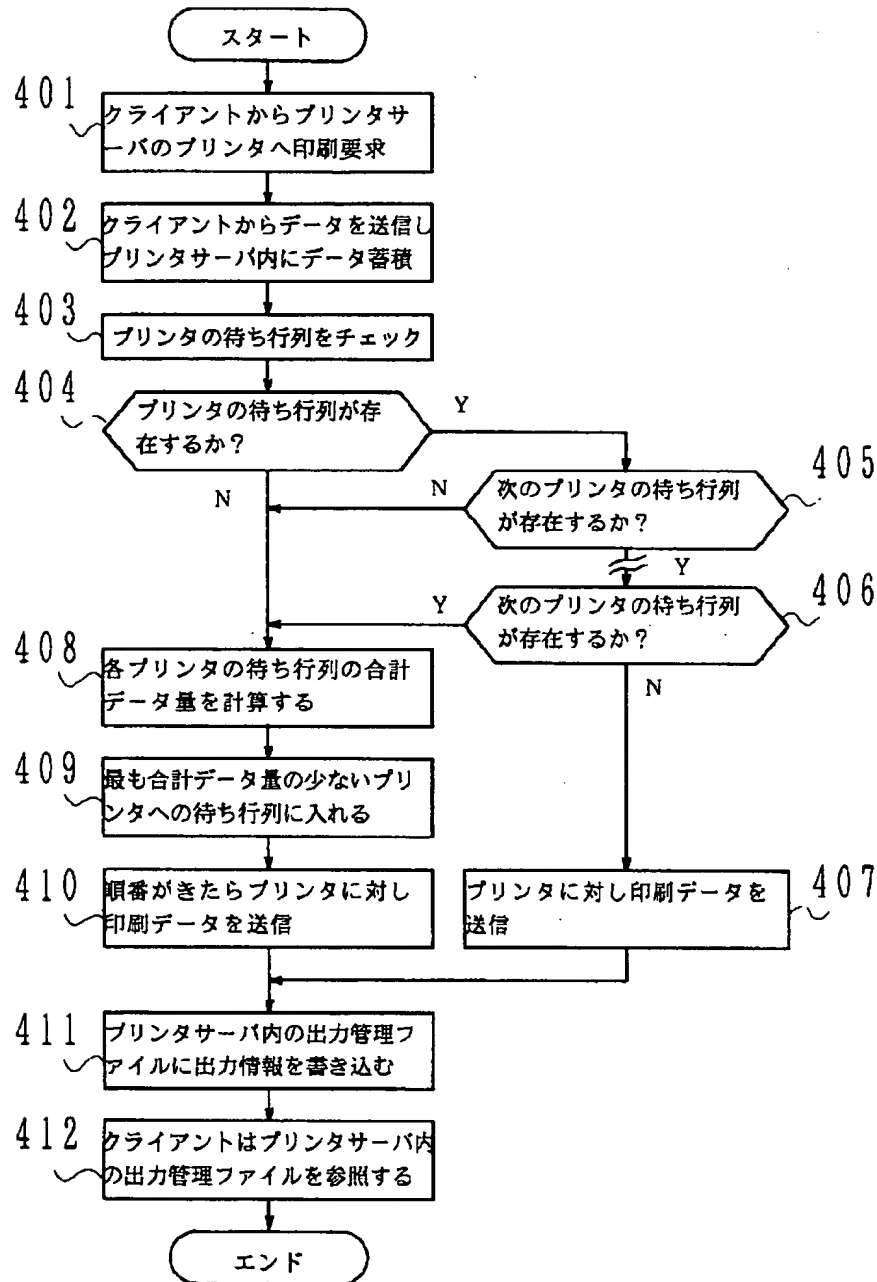 スタート
401
クライアントからプリンタサ
ーバのプリンタへ印刷要求
402
クライアントからデータを送信し
プリンタサーバ内にデータ蓄積
403
プリンタの待ち行列をチェック
404
プリンタの待ち行列が存
在するか?
Y
N
405
次のプリンタの待ち行列
が存在するか?
N
Y
406
次のプリンタの待ち行列
が存在するか?
Y
N
408
各プリンタの待ち行列の合計
データ量を計算する
409
最も合計データ量の少ないプリ
ンタへの待ち行列に入れる
410
順番がきたらプリンタに対し
印刷データを送信
407
プリンタに対し印刷データを
送信
411
プリンタサーバ内の出力管理フ
ァイルに出力情報を書き込む
412
クライアントはプリンタサーバ内
の出力管理ファイルを参照する
エンド